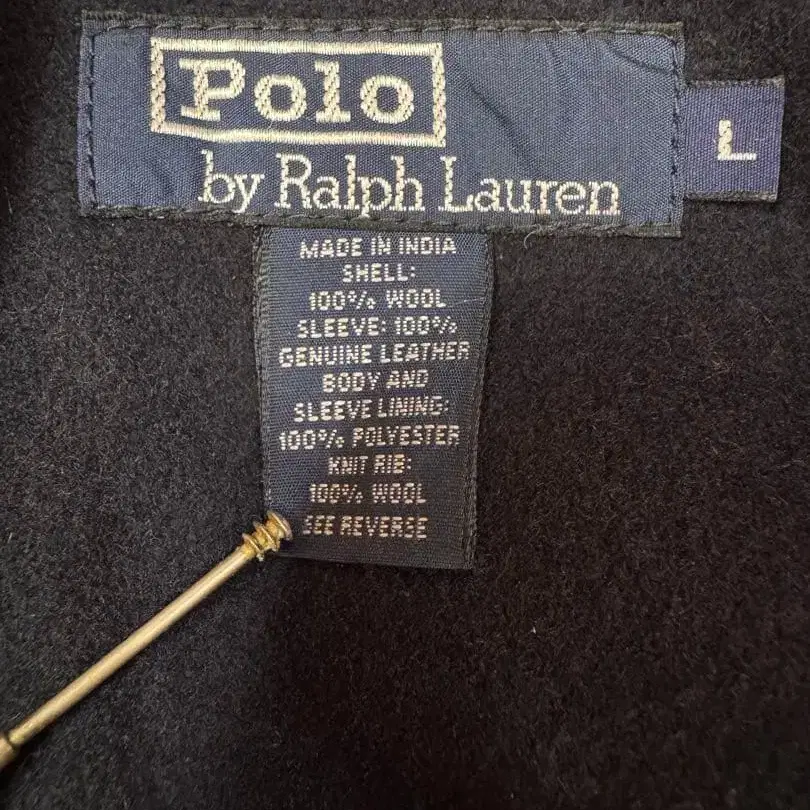 Polo
by Ralph Lauren
L
MADE IN INDIA
SHELL:
100% WOOL
SLEEVE: 100%
GENUINE LEATHER
BODY AND
SLEEVE LINING:
100% POLYESTER
KNIT RIB:
100% WOOL
SEE REVERSE